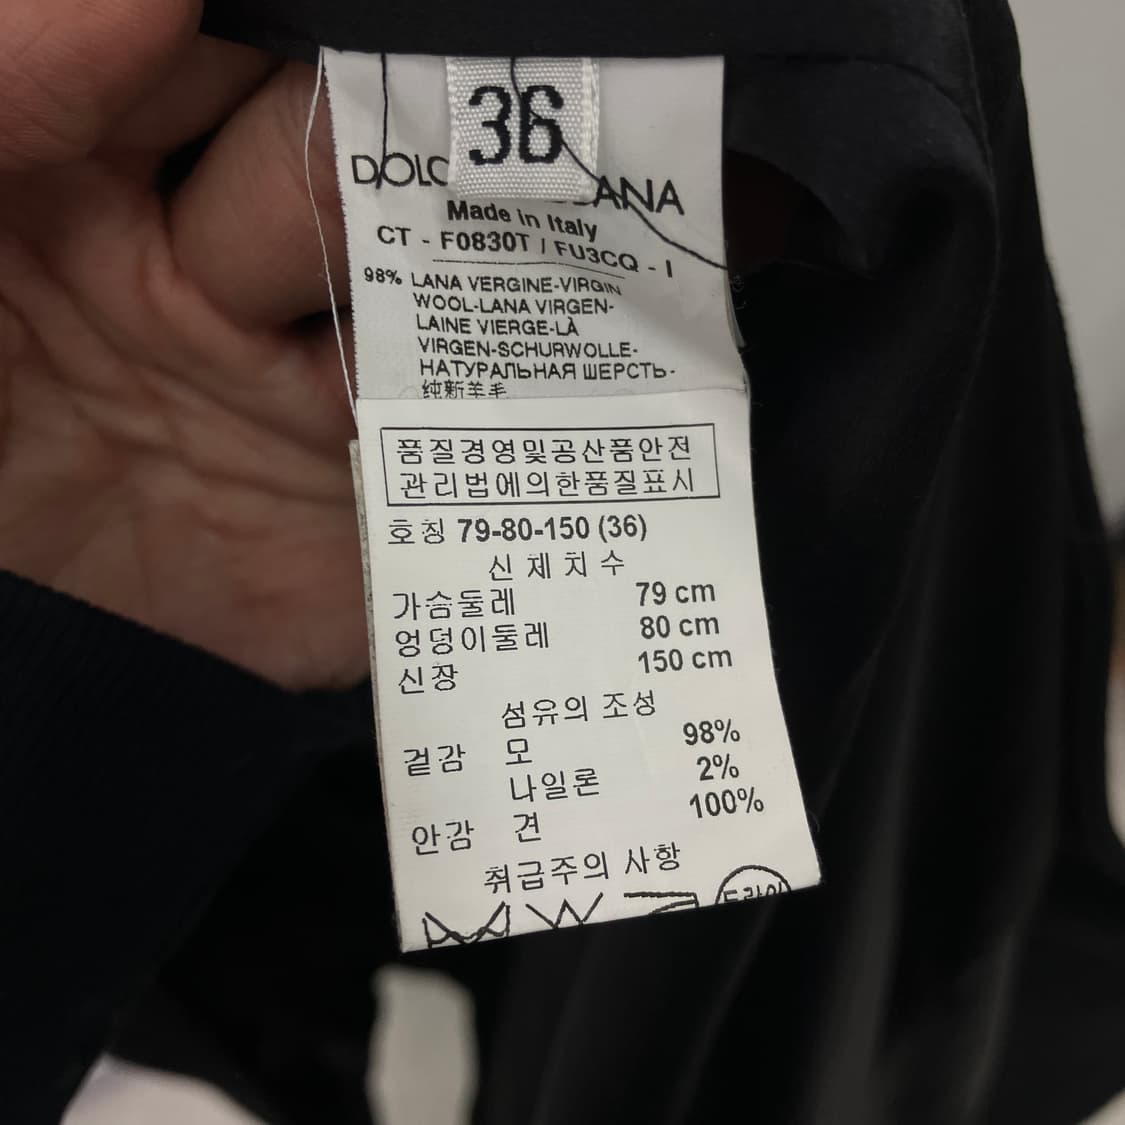 36
DOLC ANA
Made in Italy
CT - F0830T / FU3CQ - I
98% LANA VERGINE-VIRGIN
WOOL-LANA VIRGEN-
LAINE VIERGE-LÀ
VIRGEN-SCHURWOLLE-
НАТУРАЛЬНАЯ ШЕРСТЬ-
纯新羊毛
품질경영및공산품안전
관리법에의한품질표시
호칭 79-80-150 (36)
신체치수
가슴둘레 79 cm
엉덩이둘레 80 cm
신장 150 cm
섬유의 조성
겉감 모 98%
나일론 2%
안감 견 100%
취급주의 사항
드라이